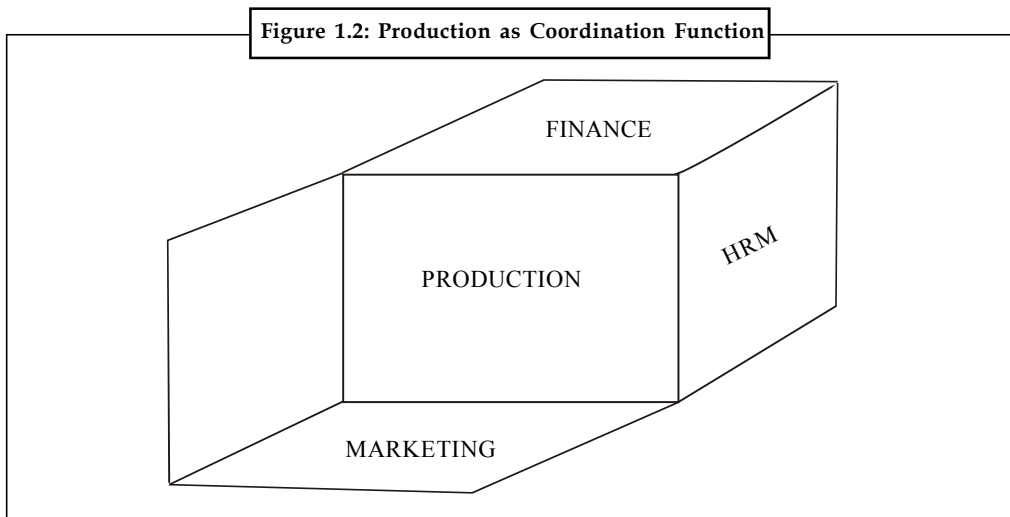 Figure 1.2: Production as Coordination Function
FINANCE
HRM
PRODUCTION
MARKETING